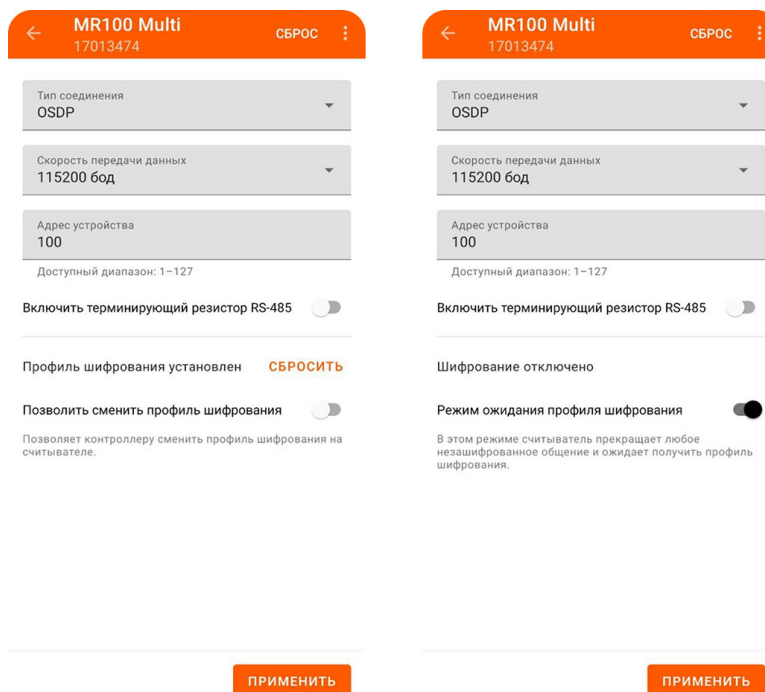 MR100 Multi
17013474
СБРОС
Тип соединения
OSDP
Скорость передачи данных
115200 бод
Адрес устройства
100
Доступный диапазон: 1–127
Включить терминирующий резистор RS-485
Профиль шифрования установлен
СБРОСИТЬ
Позволить сменить профиль шифрования
Позволяет контроллеру сменить профиль шифрования на
считывателе.
ПРИМЕНИТЬ
MR100 Multi
17013474
СБРОС
Тип соединения
OSDP
Скорость передачи данных
115200 бод
Адрес устройства
100
Доступный диапазон: 1–127
Включить терминирующий резистор RS-485
Шифрование отключено
Режим ожидания профиля шифрования
В этом режиме считыватель прекращает любое
незашифрованное общение и ожидает получить профиль
шифрования.
ПРИМЕНИТЬ